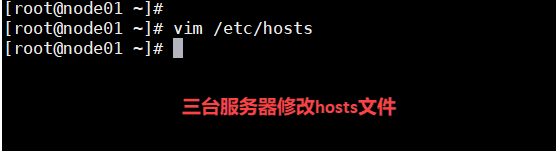 [root@node01 ~]#
[root@node01 ~]# vim /etc/hosts
[root@node01 ~]#
三台服务器修改hosts文件